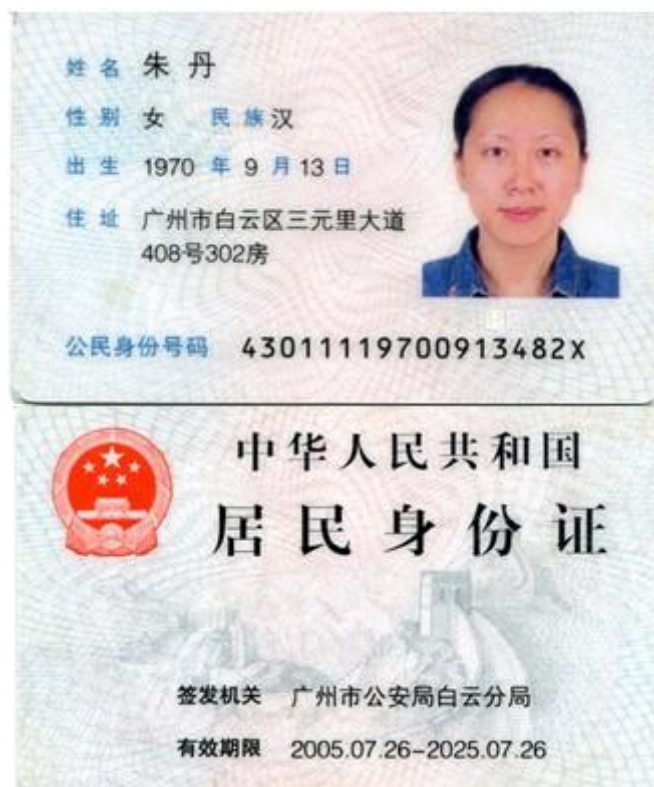 姓名 朱丹
性别 女 民族 汉
出生 1970 年 9 月 13 日
住址 广州市白云区三元里大道
408号302房
公民身份号码 43011119700913482X
中华人民共和国
居民身份证
签发机关 广州市公安局白云分局
有效期限 2005.07.26-2025.07.26